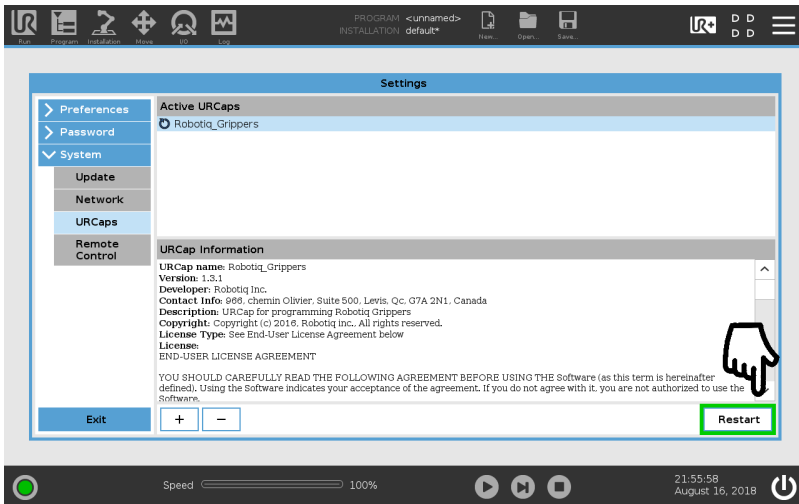 UR
PROGRAM <unnamed>
INSTALLATION default*
Run Program Installation Move I/O Log
New... Open... Save...
UR+
D D
D D
Settings
Preferences
Password
System
Update
Network
URCaps
Remote
Control
Exit
Active URCaps
Robotiq_Grippers
URCap Information
URCap name: Robotiq_Grippers
Version: 1.3.1
Developer: Robotiq Inc.
Contact Info: 966, chemin Olivier, Suite 500, Levis, Qc, G7A 2N1, Canada
Description: URCap for programming Robotiq Grippers
Copyright: Copyright (c) 2016, Robotiq inc., All rights reserved.
License Type: See End-User License Agreement below
License:
END-USER LICENSE AGREEMENT
YOU SHOULD CAREFULLY READ THE FOLLOWING AGREEMENT BEFORE USING THE Software (as this term is hereinafter
defined). Using the Software indicates your acceptance of the agreement. If you do not agree with it, you are not authorized to use the
Software.
+ −
Restart
Speed 100%
21:55:58
August 16, 2018